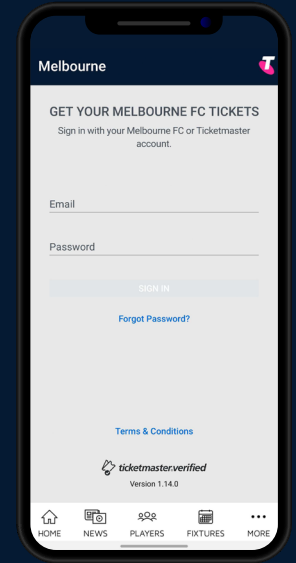 Melbourne
T
GET YOUR MELBOURNE FC TICKETS
Sign in with your Melbourne FC or Ticketmaster
account.
Email
Password
SIGN IN
Forgot Password?
Terms & Conditions
ticketmaster.verified
Version 1.14.0
HOME NEWS PLAYERS FIXTURES MORE